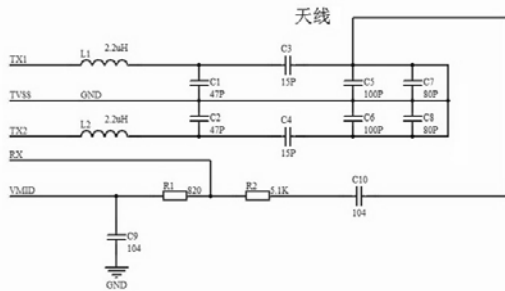 天线
L1 2.2uH
TX1
C3
15P
C1
47P
C5
100P
C7
80P
TVSS GND
C2
47P
C6
100P
C8
80P
L2 2.2uH
TX2
C4
15P
RX
VMID
R1 820
R2 5.1K
C10
104
C9
104
GND